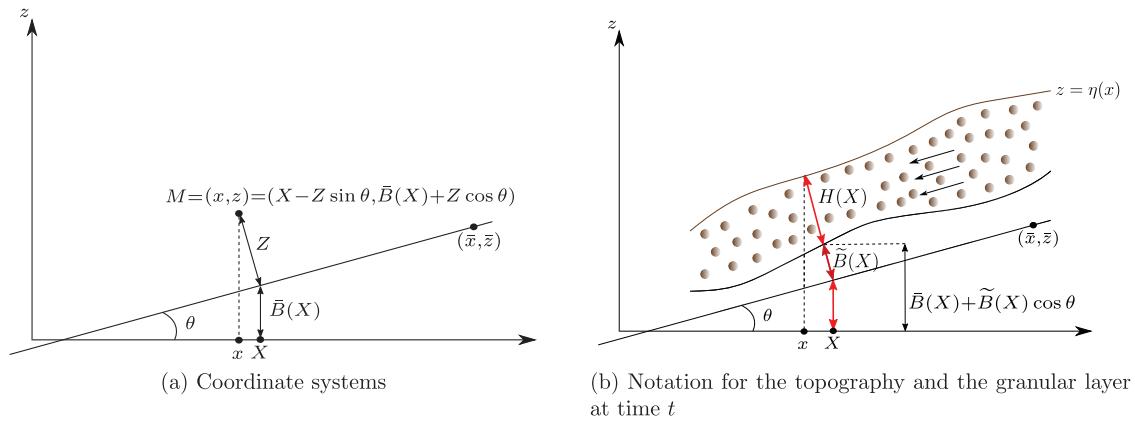 z
M=(x,z)=(X−Z sin θ,B̄(X)+Z cos θ)
Z
(x̄,z̄)
B̄(X)
θ
x X
(a) Coordinate systems
z
z = η(x)
H(X)
(x̄,z̄)
B̃(X)
B̄(X)+B̃(X) cos θ
θ
x X
(b) Notation for the topography and the granular layer
at time t